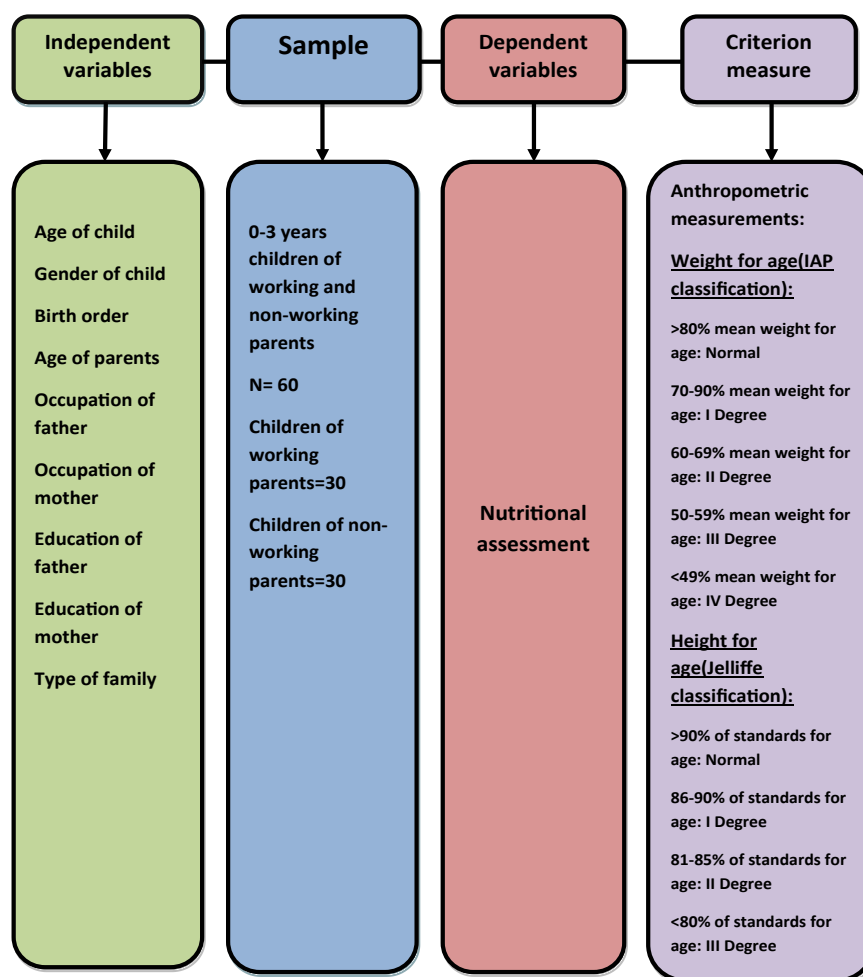 Independent
variables
Sample
Dependent
variables
Criterion
measure
Age of child
Gender of child
Birth order
Age of parents
Occupation of
father
Occupation of
mother
Education of
father
Education of
mother
Type of family
0-3 years
children of
working and
non-working
parents
N= 60
Children of
working
parents=30
Children of non-
working
parents=30
Nutritional
assessment
Anthropometric
measurements:
Weight for age(IAP
classification):
>80% mean weight for
age: Normal
70-90% mean weight for
age: I Degree
60-69% mean weight for
age: II Degree
50-59% mean weight for
age: III Degree
<49% mean weight for
age: IV Degree
Height for
age(Jelliffe
classification):
>90% of standards for
age: Normal
86-90% of standards for
age: I Degree
81-85% of standards for
age: II Degree
<80% of standards for
age: III Degree